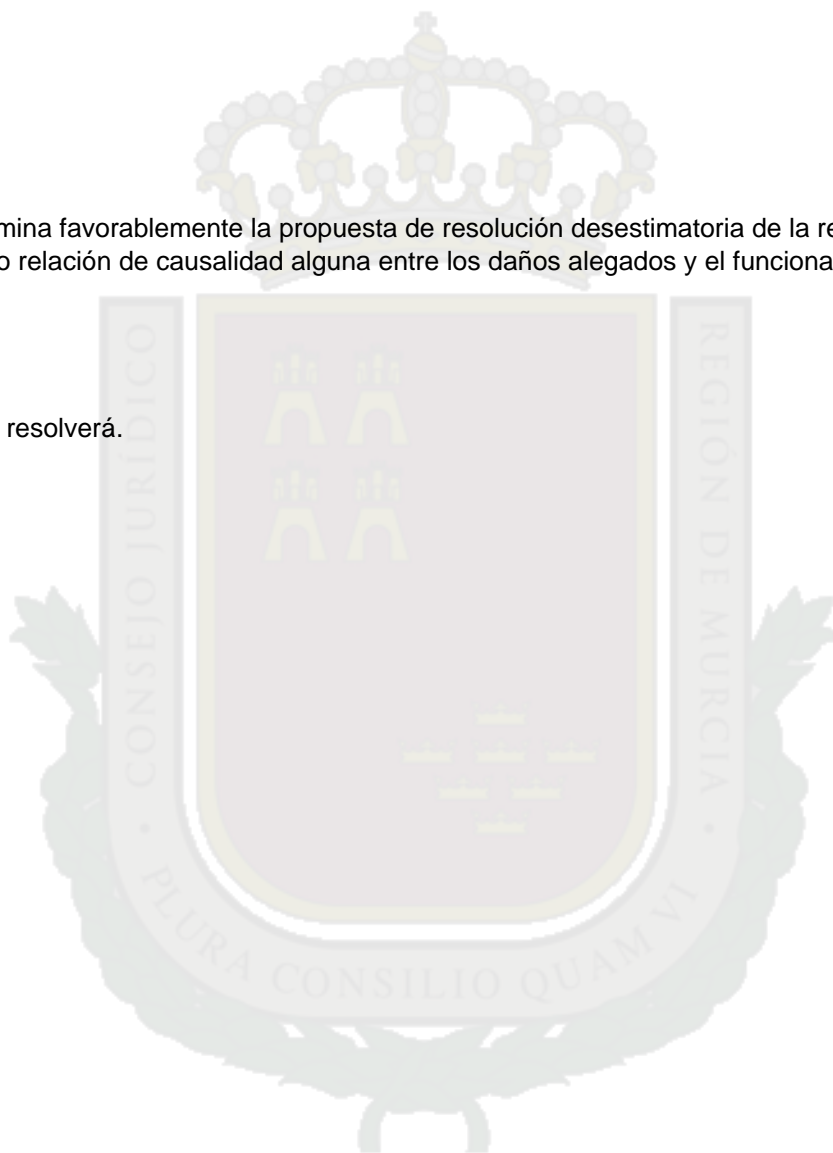 mina favorablemente la propuesta de resolución desestimatoria de la re
o relación de causalidad alguna entre los daños alegados y el funciona
resolverá.
CONSEJO JURÍDICO
REGIÓN DE MURCIA
PLURA CONSILIO QUAM VI